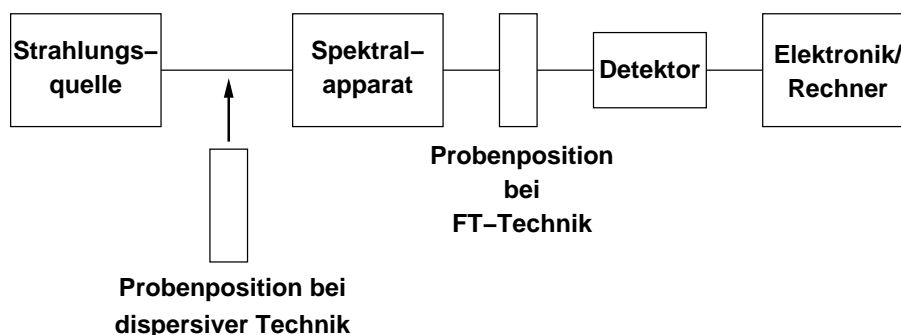 Strahlungs–
quelle
Spektral–
apparat
Detektor
Elektronik/
Rechner
Probenposition
bei
FT–Technik
Probenposition bei
dispersiver Technik